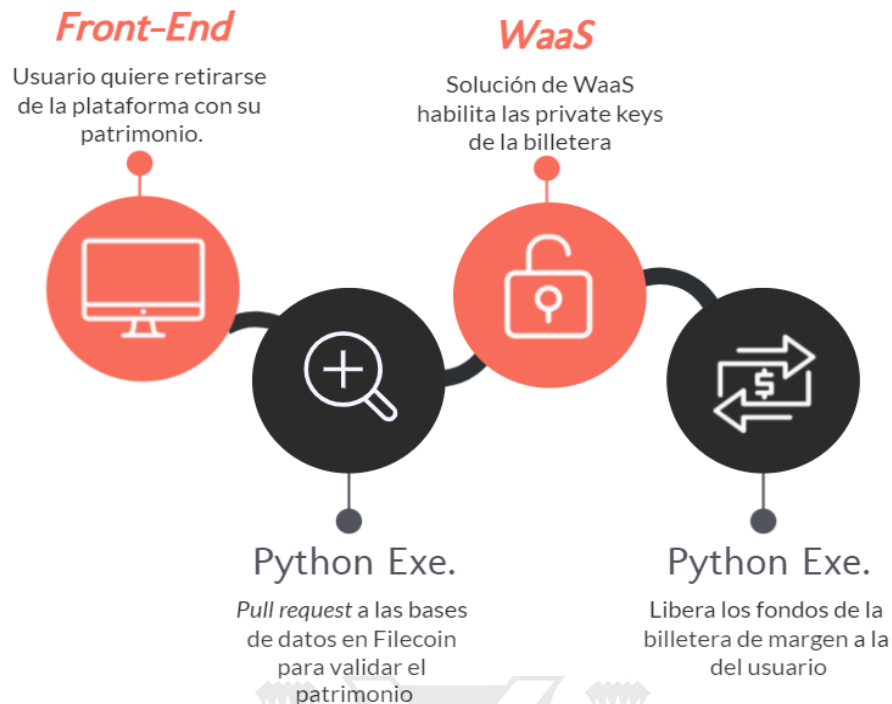 Front-End
Usuario quiere retirarse
de la plataforma con su
patrimonio.
WaaS
Solución de WaaS
habilita las private keys
de la billetera
$
Python Exe.
Pull request a las bases
de datos en Filecoin
para validar el
patrimonio
Python Exe.
Libera los fondos de la
billetera de margen a la
del usuario